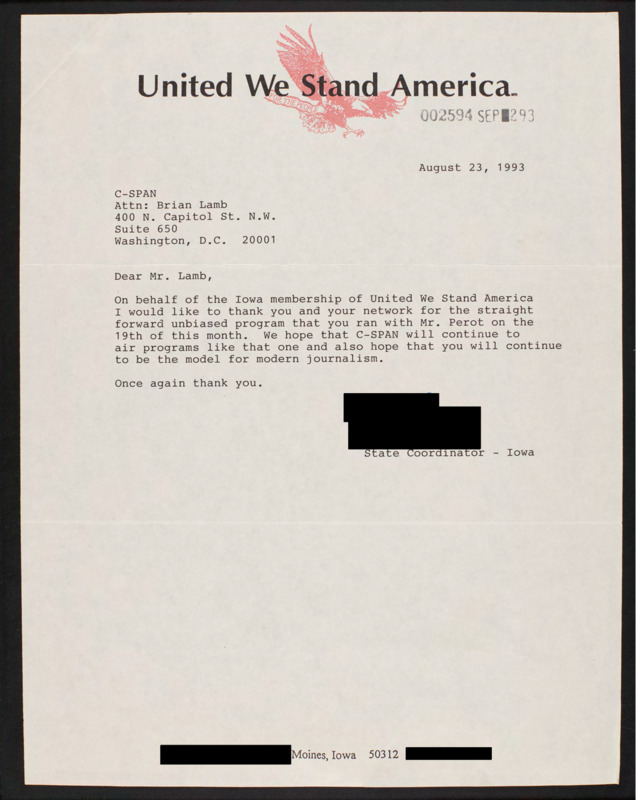 United We Stand America
WE THE PEOPLE
002594 SEP 293
August 23, 1993
C-SPAN
Attn: Brian Lamb
400 N. Capitol St. N.W.
Suite 650
Washington, D.C. 20001
Dear Mr. Lamb,
On behalf of the Iowa membership of United We Stand America
I would like to thank you and your network for the straight
forward unbiased program that you ran with Mr. Perot on the
19th of this month. We hope that C-SPAN will continue to
air programs like that one and also hope that you will continue
to be the model for modern journalism.
Once again thank you.
State Coordinator - Iowa
Moines, Iowa 50312